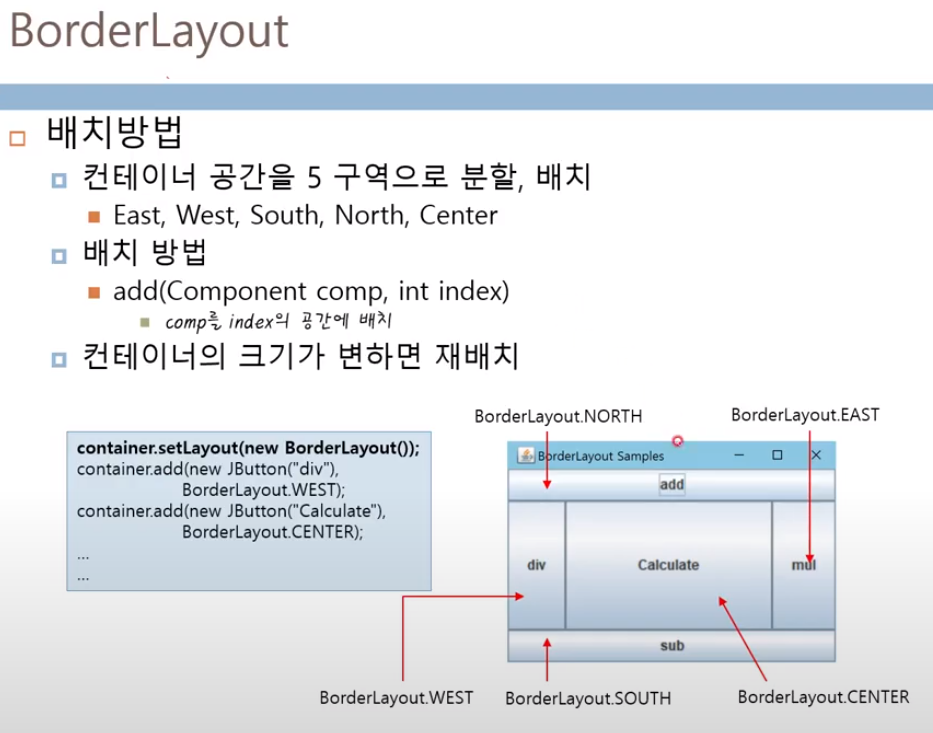 BorderLayout
배치방법
컨테이너 공간을 5 구역으로 분할, 배치
East, West, South, North, Center
배치 방법
add(Component comp, int index)
comp를 index의 공간에 배치
컨테이너의 크기가 변하면 재배치
container.setLayout(new BorderLayout());
container.add(new JButton("div"),
BorderLayout.WEST);
container.add(new JButton("Calculate"),
BorderLayout.CENTER);
...
...
BorderLayout.NORTH
BorderLayout.EAST
BorderLayout Samples
add
div
Calculate
mul
sub
BorderLayout.WEST
BorderLayout.SOUTH
BorderLayout.CENTER